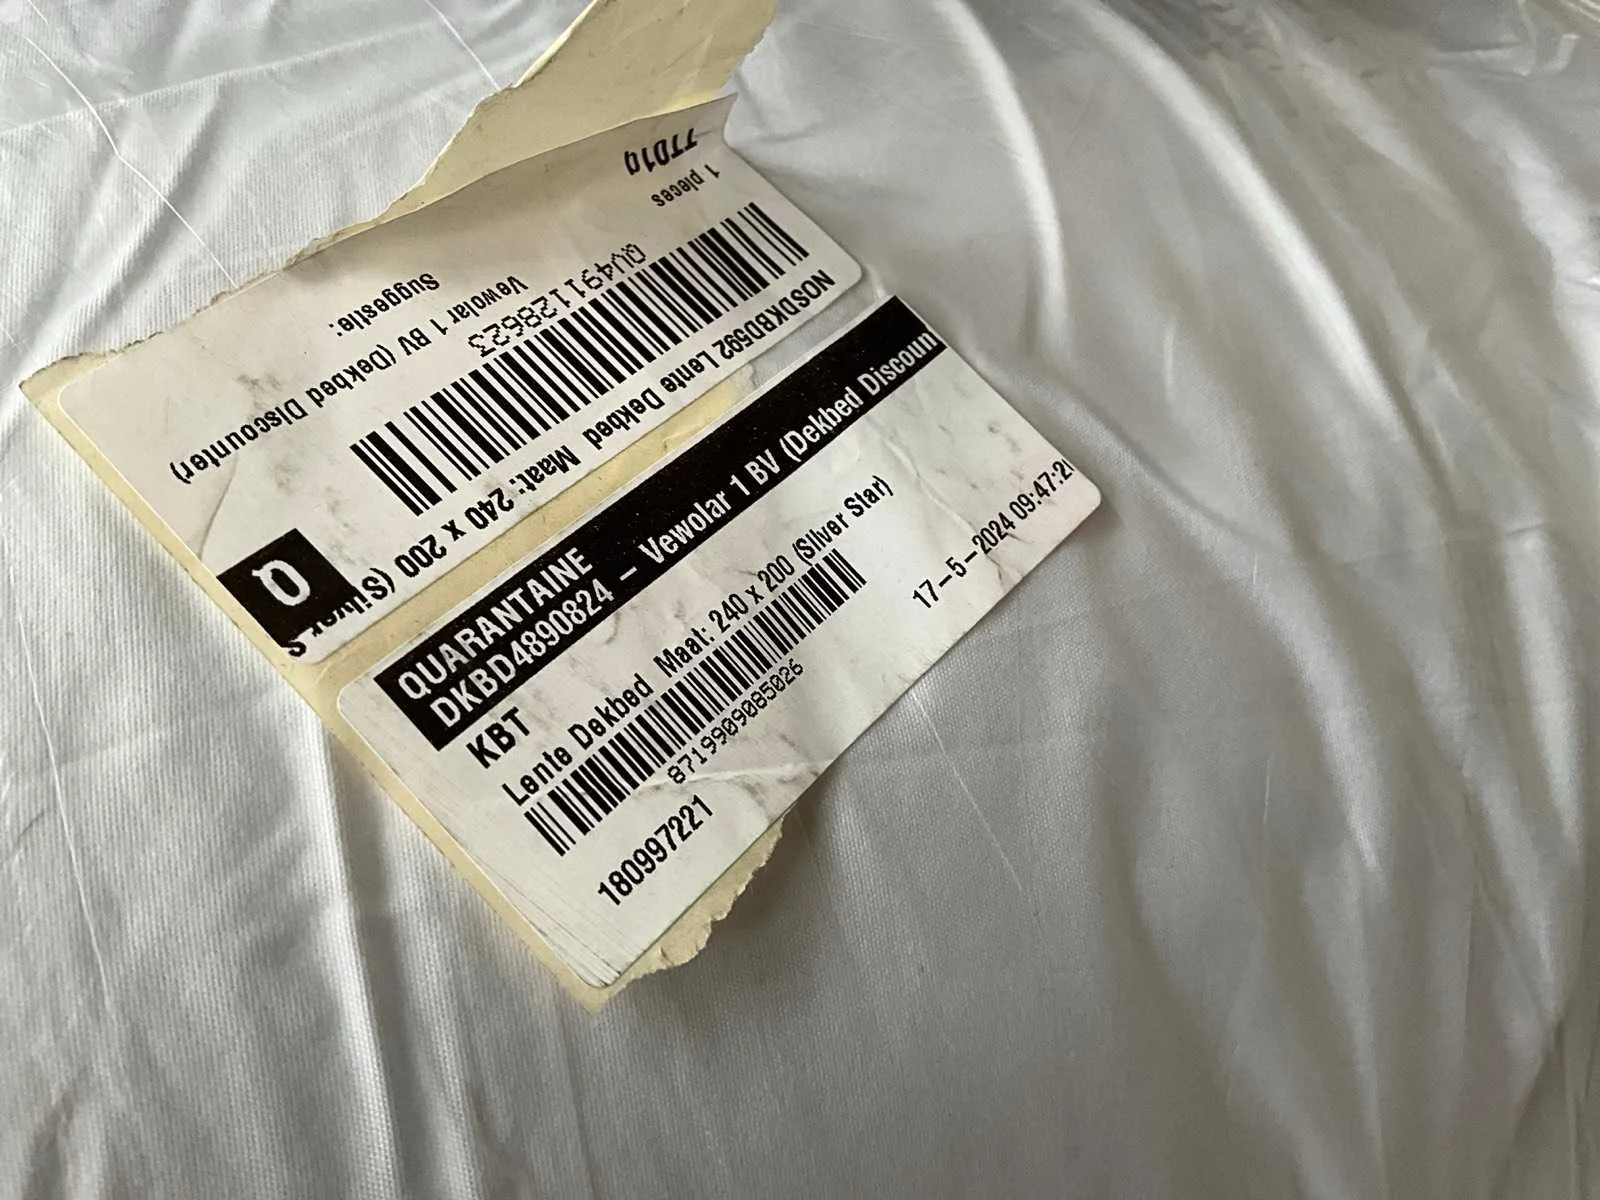 QUARANTAINE
DKBD4890824 – Vewolar 1 BV (Dekbed Discoun
KBT
Lente Dekbed Maat: 240 x 200 (Silver Star)
8719909085026
180997221
17-5-2024 09:47:2
Q
NOSDKBD592 Lente Dekbed Maat: 240 x 200 (Silver S
QU491128623
Vewolar 1 BV (Dekbed Discounter)
Suggestie:
1 pieces